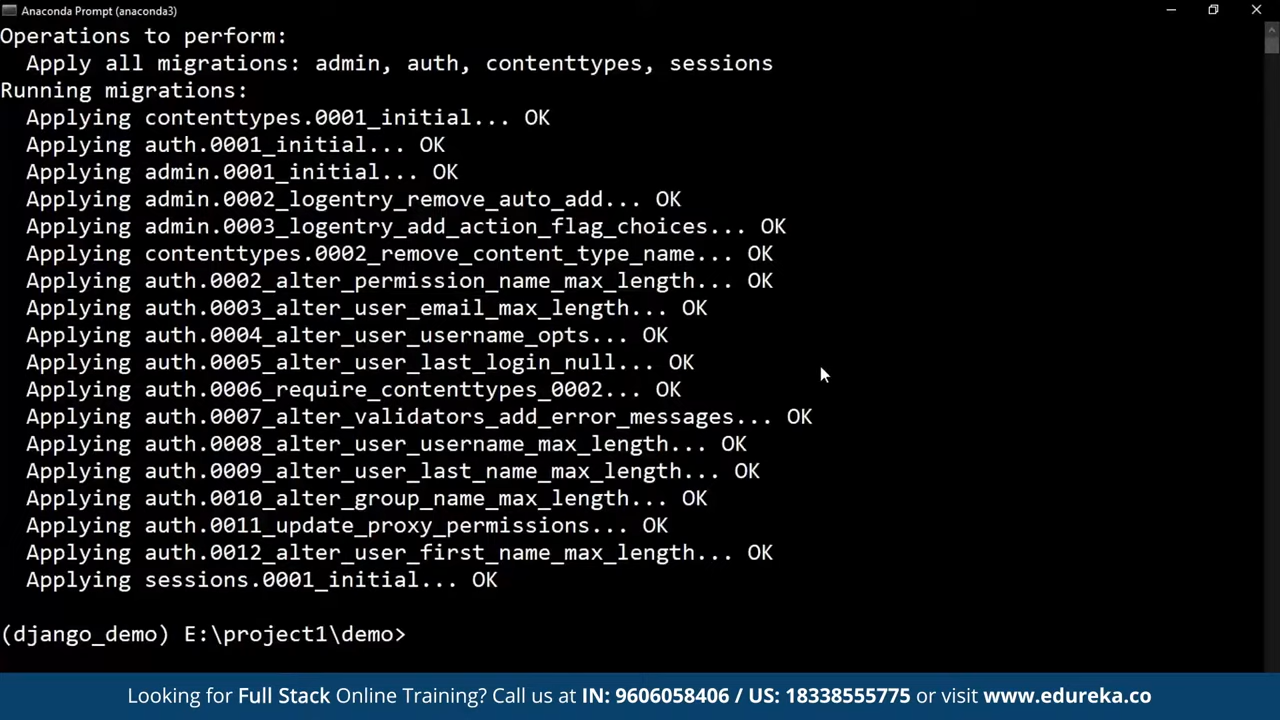 Anaconda Prompt (anaconda3)
Operations to perform:
Apply all migrations: admin, auth, contenttypes, sessions
Running migrations:
Applying contenttypes.0001_initial... OK
Applying auth.0001_initial... OK
Applying admin.0001_initial... OK
Applying admin.0002_logentry_remove_auto_add... OK
Applying admin.0003_logentry_add_action_flag_choices... OK
Applying contenttypes.0002_remove_content_type_name... OK
Applying auth.0002_alter_permission_name_max_length... OK
Applying auth.0003_alter_user_email_max_length... OK
Applying auth.0004_alter_user_username_opts... OK
Applying auth.0005_alter_user_last_login_null... OK
Applying auth.0006_require_contenttypes_0002... OK
Applying auth.0007_alter_validators_add_error_messages... OK
Applying auth.0008_alter_user_username_max_length... OK
Applying auth.0009_alter_user_last_name_max_length... OK
Applying auth.0010_alter_group_name_max_length... OK
Applying auth.0011_update_proxy_permissions... OK
Applying auth.0012_alter_user_first_name_max_length... OK
Applying sessions.0001_initial... OK
(django_demo) E:\project1\demo>
Looking for Full Stack Online Training? Call us at IN: 9606058406 / US: 18338555775 or visit www.edureka.co